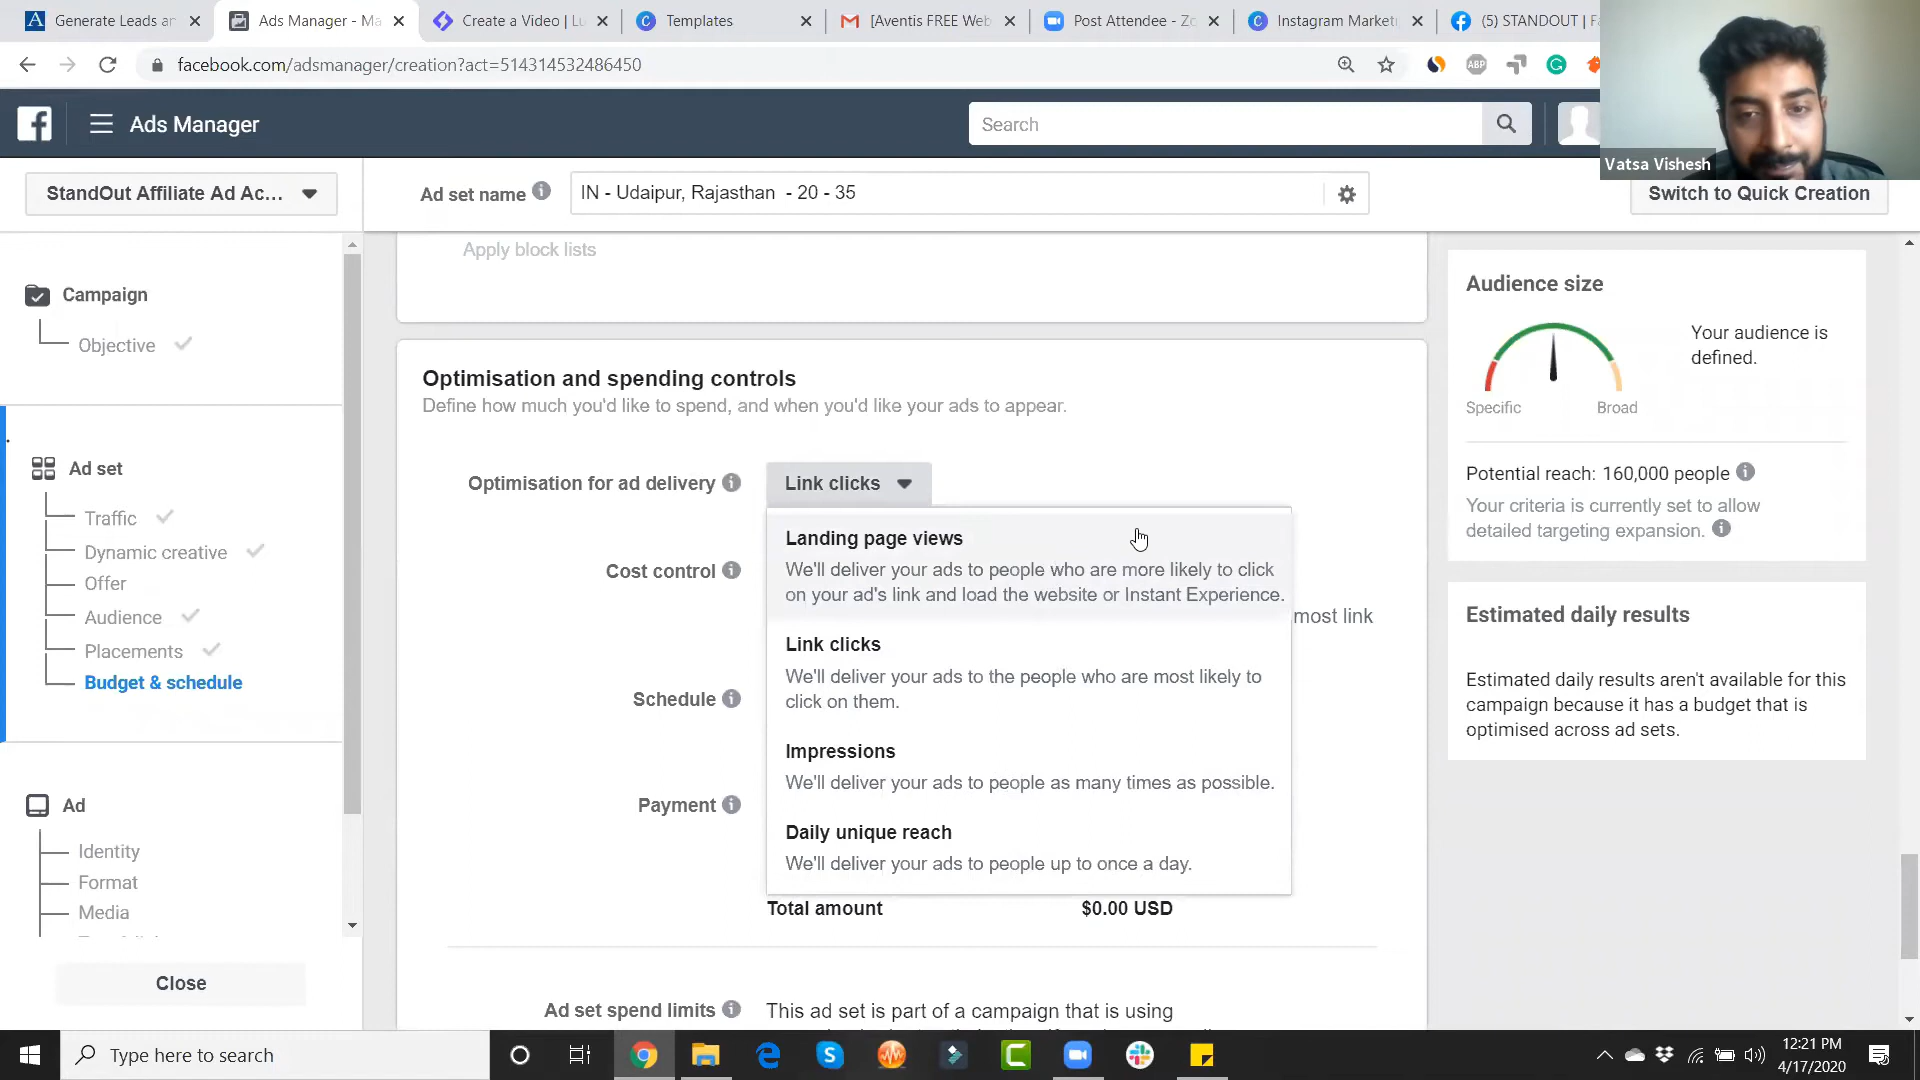 Generate Leads an
Ads Manager - Ma
Create a Video | Lu
Templates
[Aventis FREE Web
Post Attendee - Zo
Instagram Marketi
(5) STANDOUT | Fa
facebook.com/adsmanager/creation?act=514314532486450
ABP
Ads Manager
Search
Vatsa Vishesh
StandOut Affiliate Ad Ac...
Ad set name
IN - Udaipur, Rajasthan - 20 - 35
Switch to Quick Creation
Campaign
Objective
Ad set
Traffic
Dynamic creative
Offer
Audience
Placements
Budget & schedule
Ad
Identity
Format
Media
Close
Apply block lists
Optimisation and spending controls
Define how much you'd like to spend, and when you'd like your ads to appear.
Optimisation for ad delivery
Link clicks
Landing page views
We'll deliver your ads to people who are more likely to click
on your ad's link and load the website or Instant Experience.
Cost control
most link
Link clicks
We'll deliver your ads to the people who are most likely to
click on them.
Schedule
Impressions
We'll deliver your ads to people as many times as possible.
Payment
Daily unique reach
We'll deliver your ads to people up to once a day.
Total amount
$0.00 USD
Ad set spend limits
This ad set is part of a campaign that is using
Audience size
Your audience is
defined.
Specific
Broad
Potential reach: 160,000 people
Your criteria is currently set to allow
detailed targeting expansion.
Estimated daily results
Estimated daily results aren't available for this
campaign because it has a budget that is
optimised across ad sets.
Type here to search
12:21 PM
4/17/2020